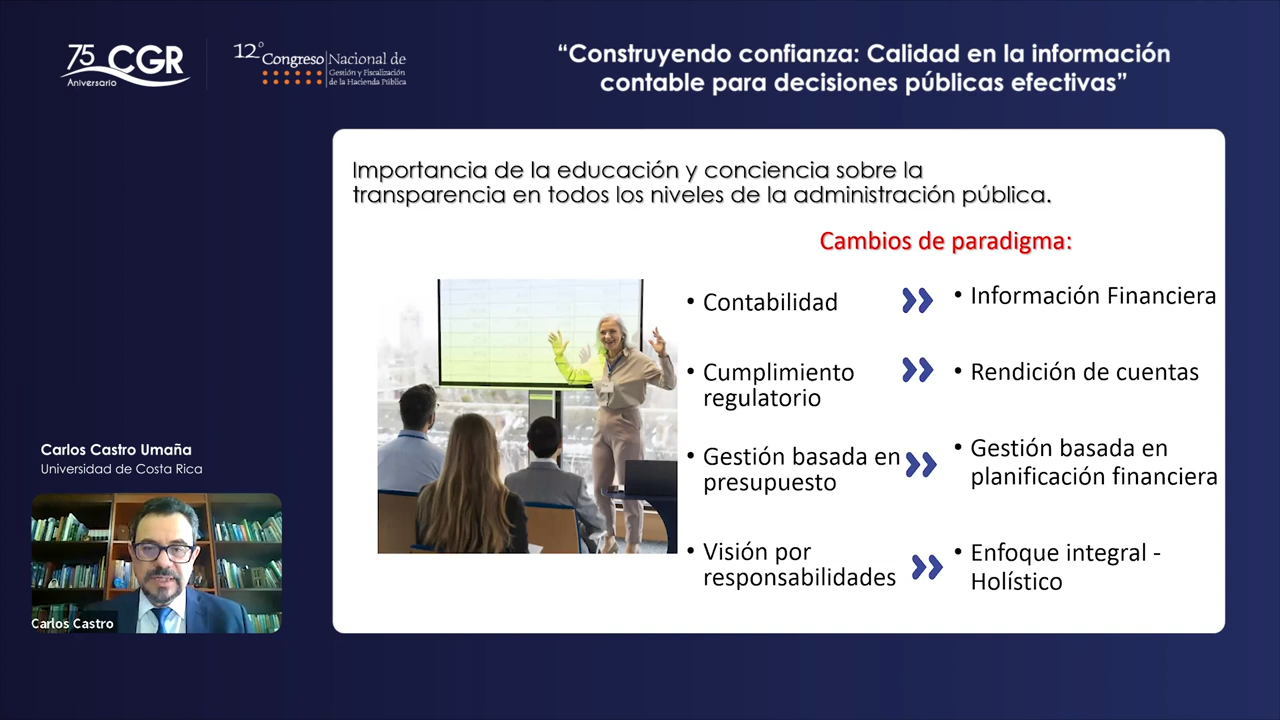 75 CGR
Aniversario
12° Congreso Nacional de
Gestión y Fiscalización
de la Hacienda Pública
“Construyendo confianza: Calidad en la información
contable para decisiones públicas efectivas”
Importancia de la educación y conciencia sobre la
transparencia en todos los niveles de la administración pública.
Cambios de paradigma:
• Contabilidad
• Información Financiera
• Cumplimiento
regulatorio
• Rendición de cuentas
• Gestión basada en
presupuesto
• Gestión basada en
planificación financiera
• Visión por
responsabilidades
• Enfoque integral -
Holístico
Carlos Castro Umaña
Universidad de Costa Rica
Carlos Castro